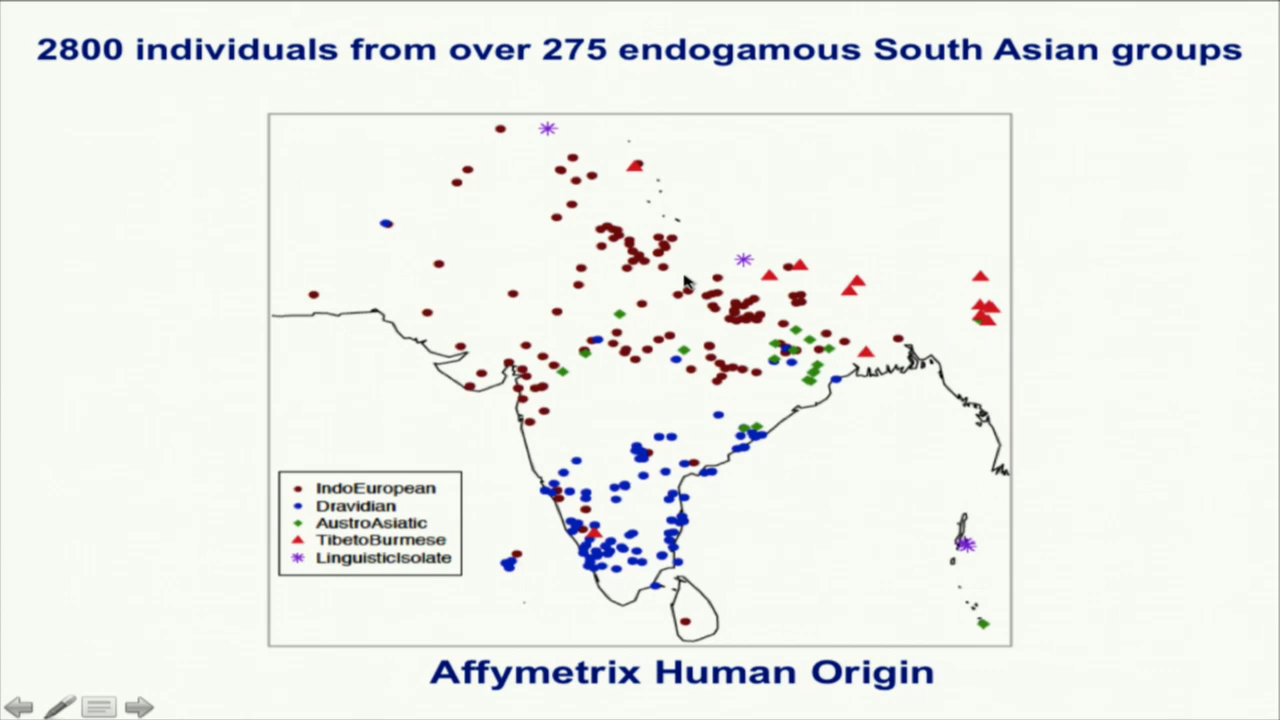 2800 individuals from over 275 endogamous South Asian groups
IndoEuropean
Dravidian
AustroAsiatic
TibetoBurmese
LinguisticIsolate
Affymetrix Human Origin